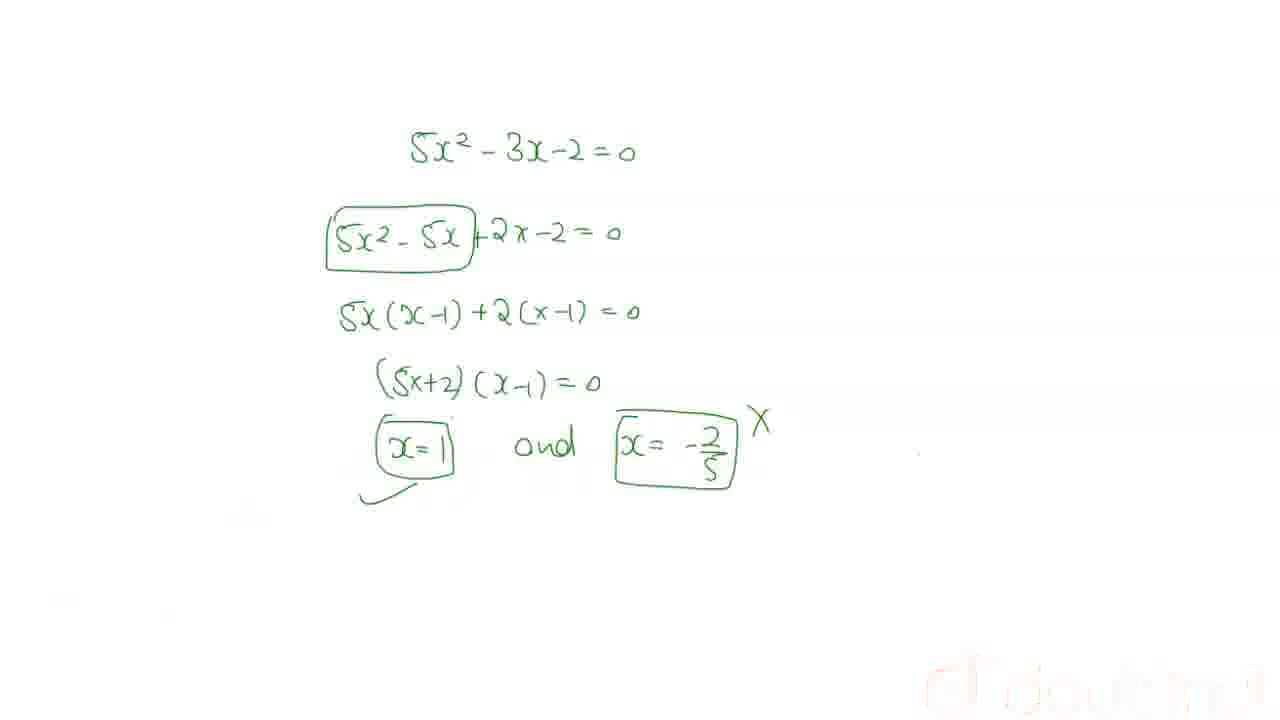 5x² - 3x - 2 = 0
5x² - 5x + 2x - 2 = 0
5x(x-1) + 2(x-1) = 0
(5x+2)(x-1) = 0
x = 1 and x = -2/5 X
doubtnut